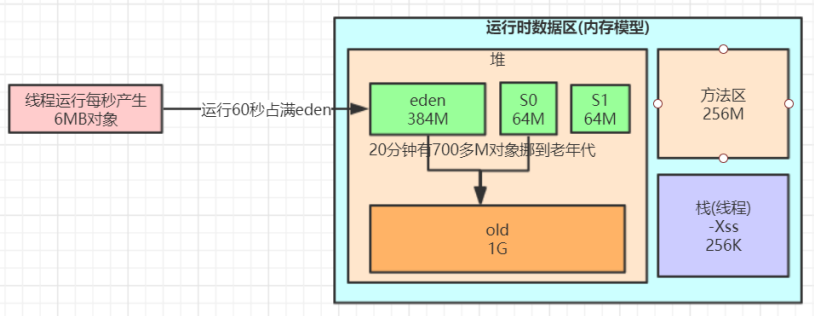 运行时数据区(内存模型)
堆
线程运行每秒产生
6MB对象
运行60秒占满eden
eden
384M
S0
64M
S1
64M
20分钟有700多M对象挪到老年代
old
1G
方法区
256M
栈(线程)
-Xss
256K